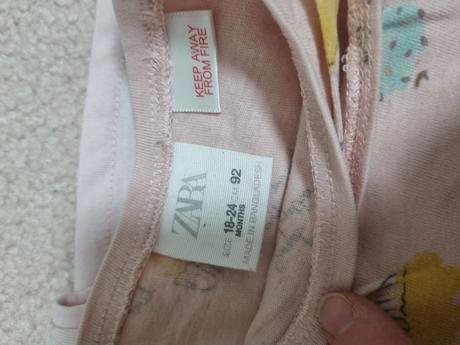 KEEP AWAY
FROM FIRE
ZARA
SIZE 18-24 CM 92
MONTHS
MADE IN BANGLADESH